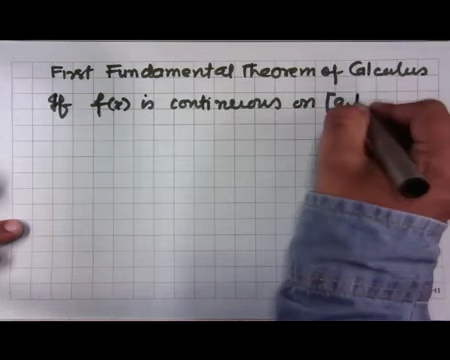 First Fundamental Theorem of Calculus
If f(x) is continuous on [a,